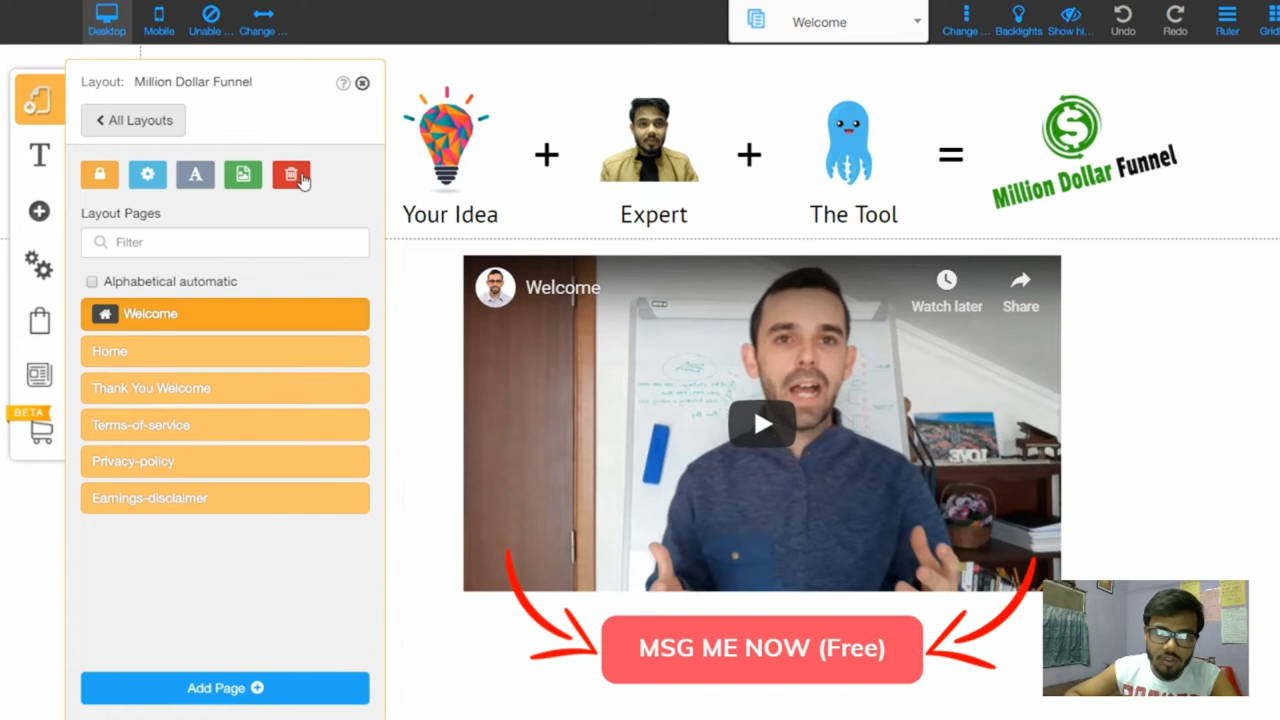 Desktop
Mobile
Unable ...
Change ...
Welcome
Change ...
Backlights
Show hi...
Undo
Redo
Ruler
Grid
Layout: Million Dollar Funnel
?
All Layouts
A
Layout Pages
Filter
Alphabetical automatic
Welcome
Home
Thank You Welcome
Terms-of-service
Privacy-policy
Earnings-disclaimer
Add Page
T
BETA
+
+
=
Your Idea
Expert
The Tool
$
Million Dollar Funnel
Welcome
Watch later
Share
MSG ME NOW (Free)